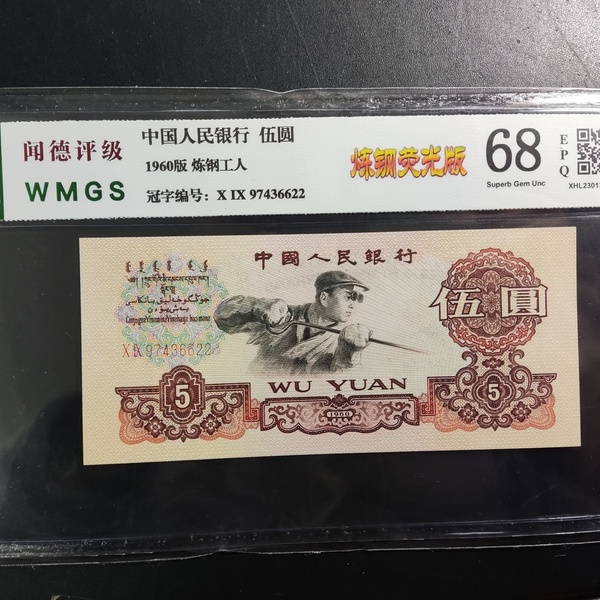 闻德评级
WMGS
中国人民银行 伍圆
1960版 炼钢工人
冠字编号: X IX 97436622
炼钢荧光版
68
Superb Gem Unc
E
P
Q
中國人民銀行
伍圓
X IX 97436622
WU YUAN
5
1960
5